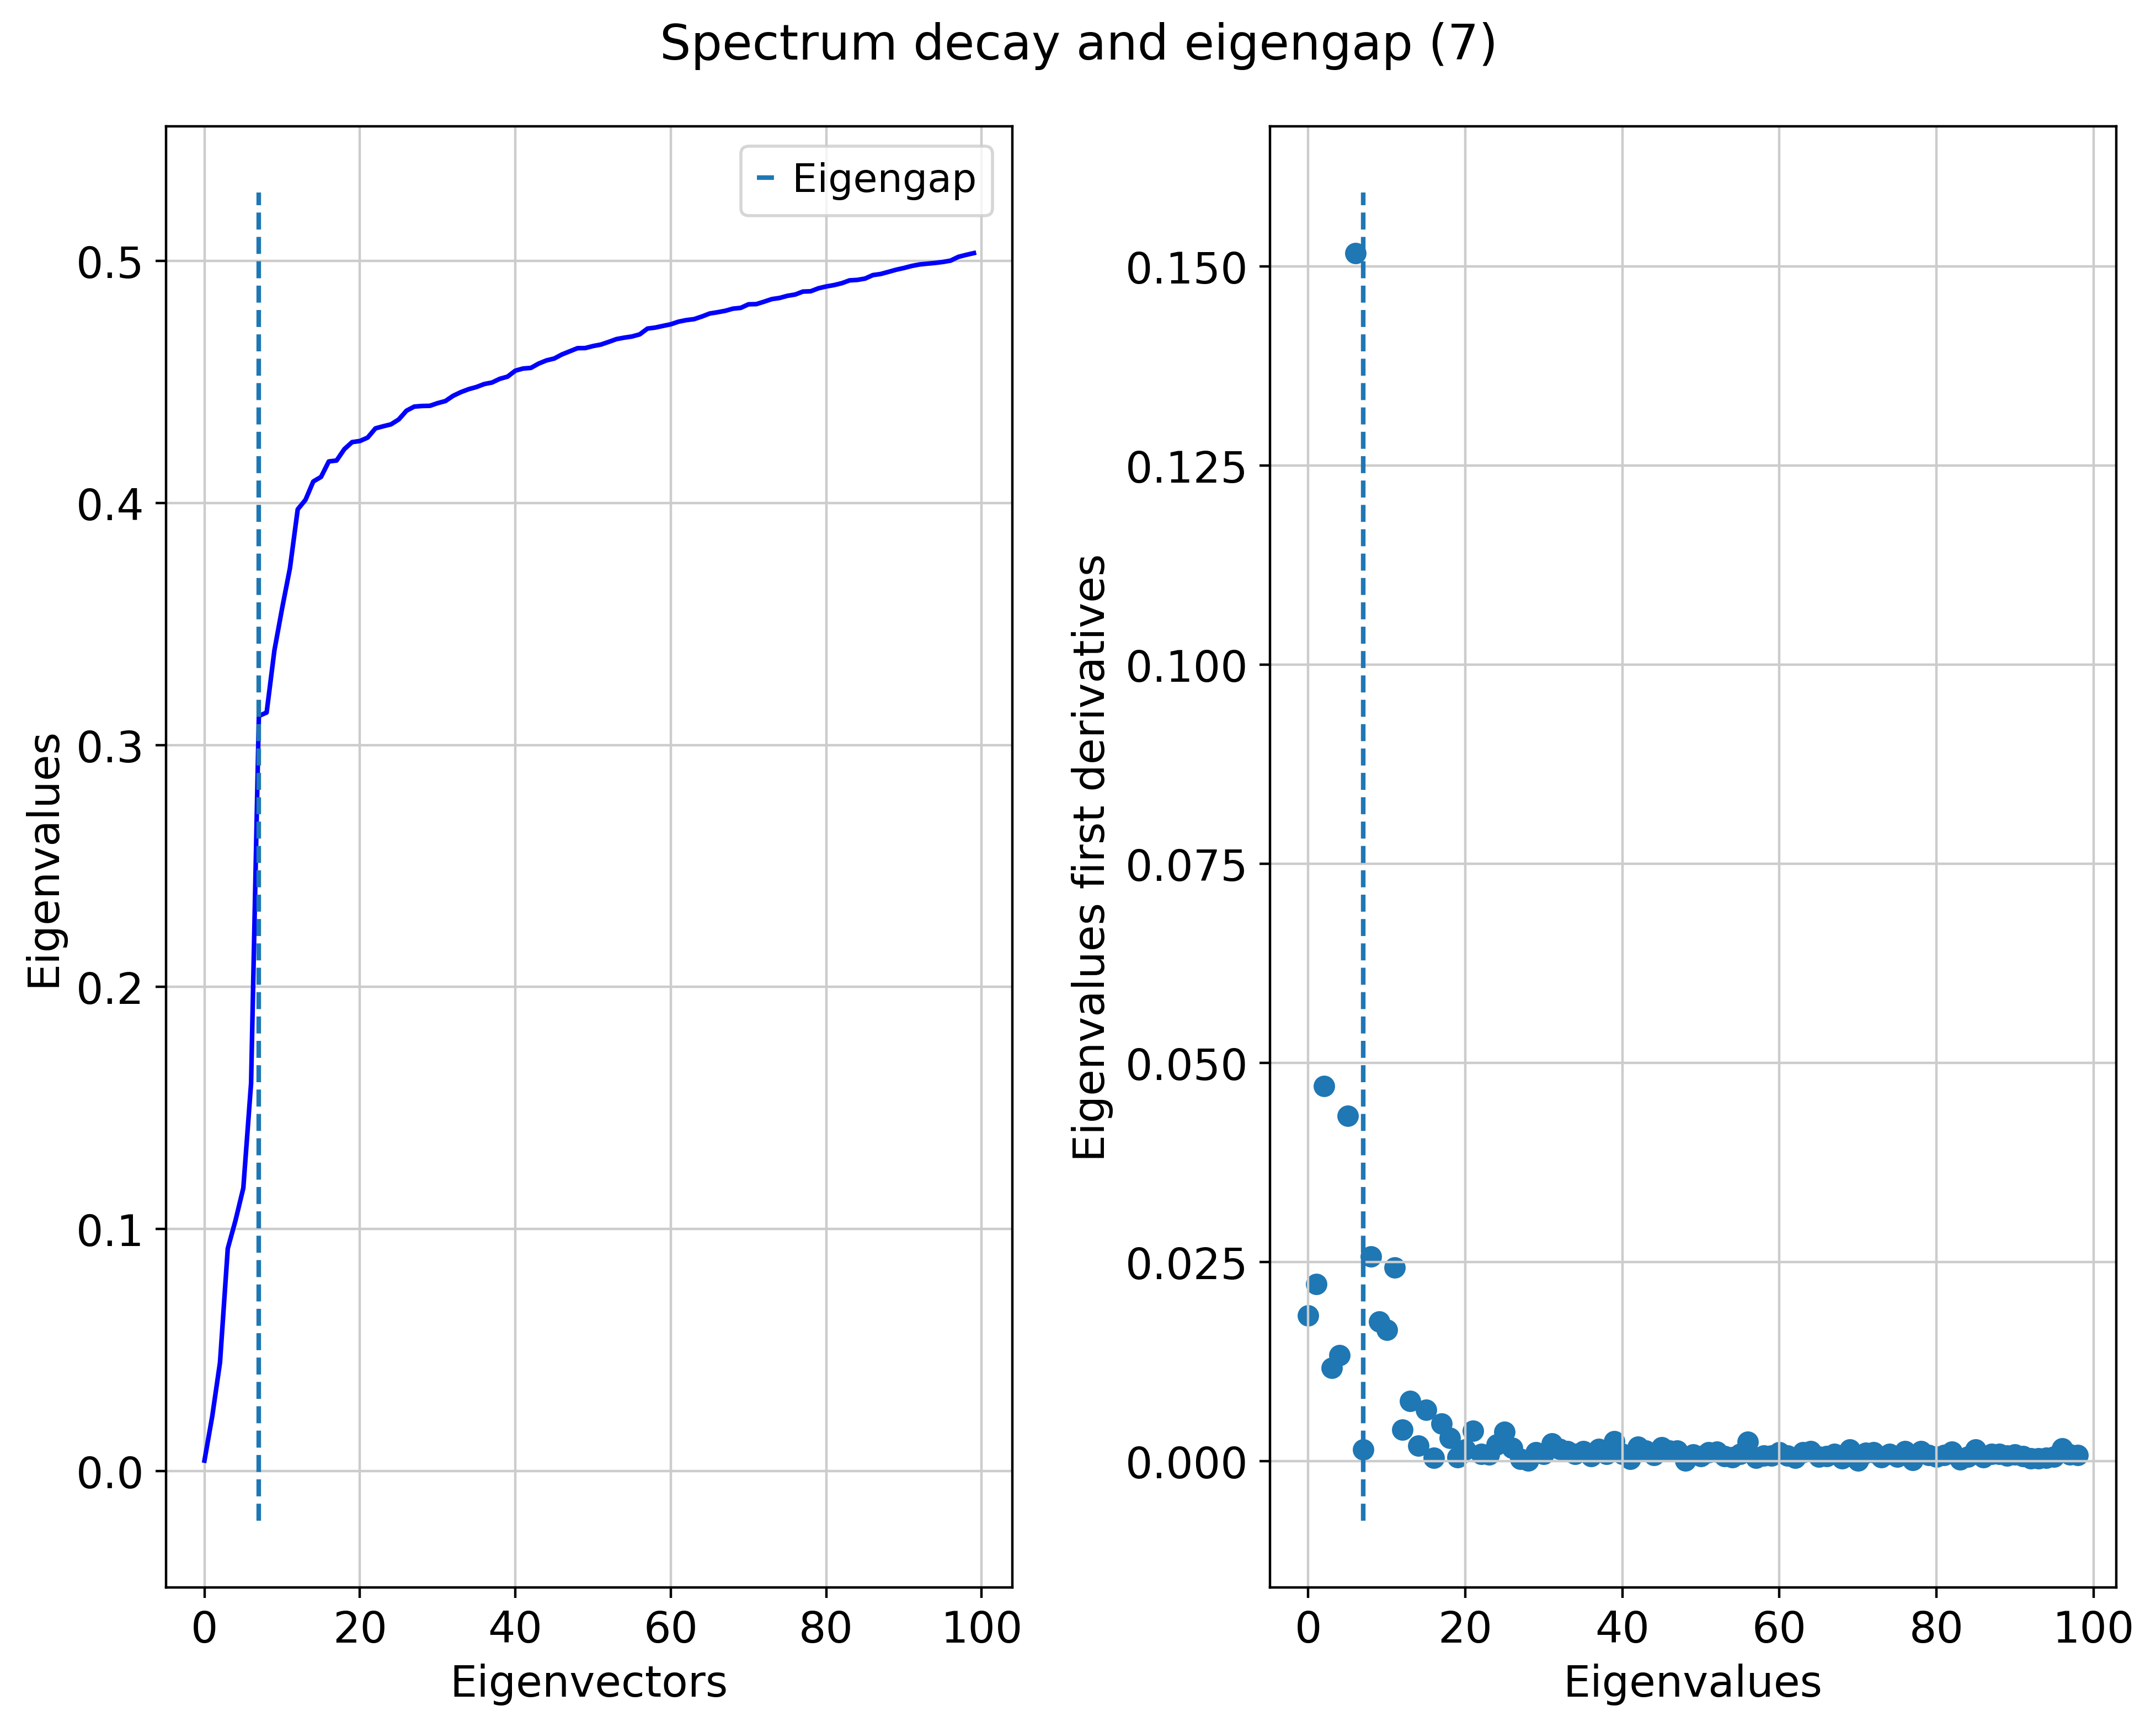 Spectrum decay and eigengap (7)
Eigengap
Eigenvalues
0.5
0.4
0.3
0.2
0.1
0.0
0 20 40 60 80 100
Eigenvectors
Eigenvalues first derivatives
0.150
0.125
0.100
0.075
0.050
0.025
0.000
0 20 40 60 80 100
Eigenvalues